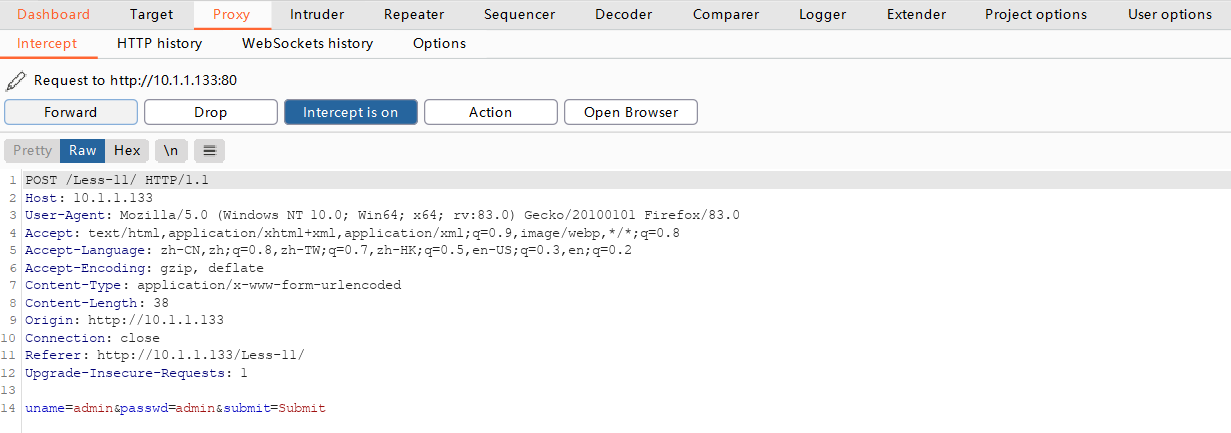 Dashboard Target Proxy Intruder Repeater Sequencer Decoder Comparer Logger Extender Project options User options
Intercept HTTP history WebSockets history Options
Request to http://10.1.1.133:80
Forward Drop Intercept is on Action Open Browser
Pretty Raw Hex \n
1 POST /Less-11/ HTTP/1.1
2 Host: 10.1.1.133
3 User-Agent: Mozilla/5.0 (Windows NT 10.0; Win64; x64; rv:83.0) Gecko/20100101 Firefox/83.0
4 Accept: text/html,application/xhtml+xml,application/xml;q=0.9,image/webp,*/*;q=0.8
5 Accept-Language: zh-CN,zh;q=0.8,zh-TW;q=0.7,zh-HK;q=0.5,en-US;q=0.3,en;q=0.2
6 Accept-Encoding: gzip, deflate
7 Content-Type: application/x-www-form-urlencoded
8 Content-Length: 38
9 Origin: http://10.1.1.133
10 Connection: close
11 Referer: http://10.1.1.133/Less-11/
12 Upgrade-Insecure-Requests: 1
13
14 uname=admin&passwd=admin&submit=Submit